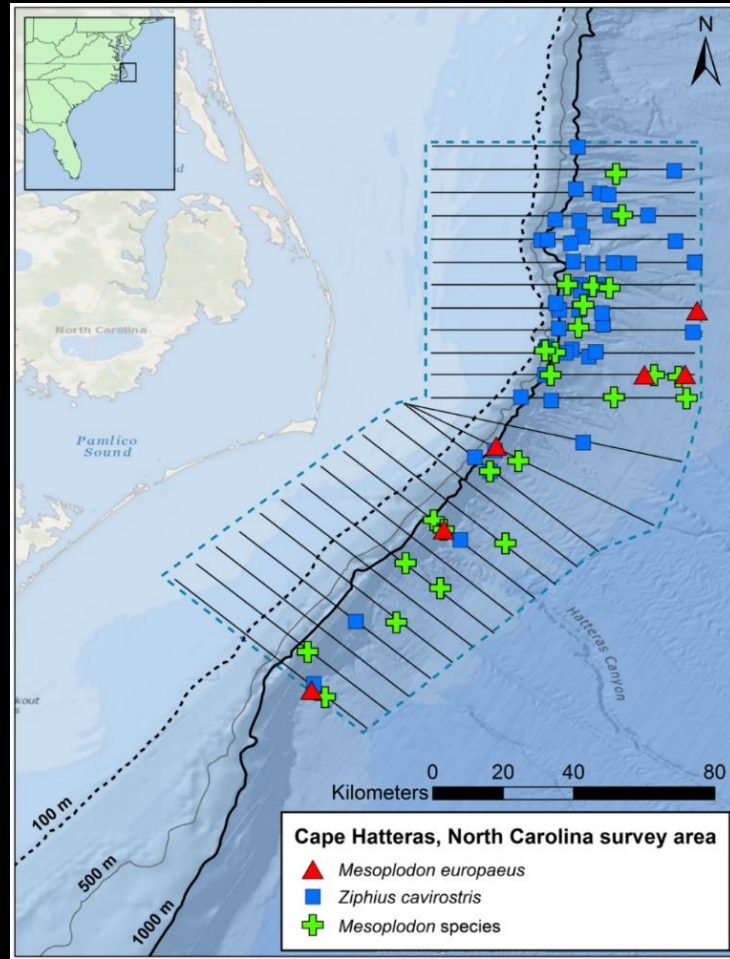 N
North Carolina
Pamlico
Sound
Hatteras Canyon
0 20 40 80
Kilometers
100 m
500 m
1000 m
Cape Hatteras, North Carolina survey area
Mesoplodon europaeus
Ziphius cavirostris
Mesoplodon species